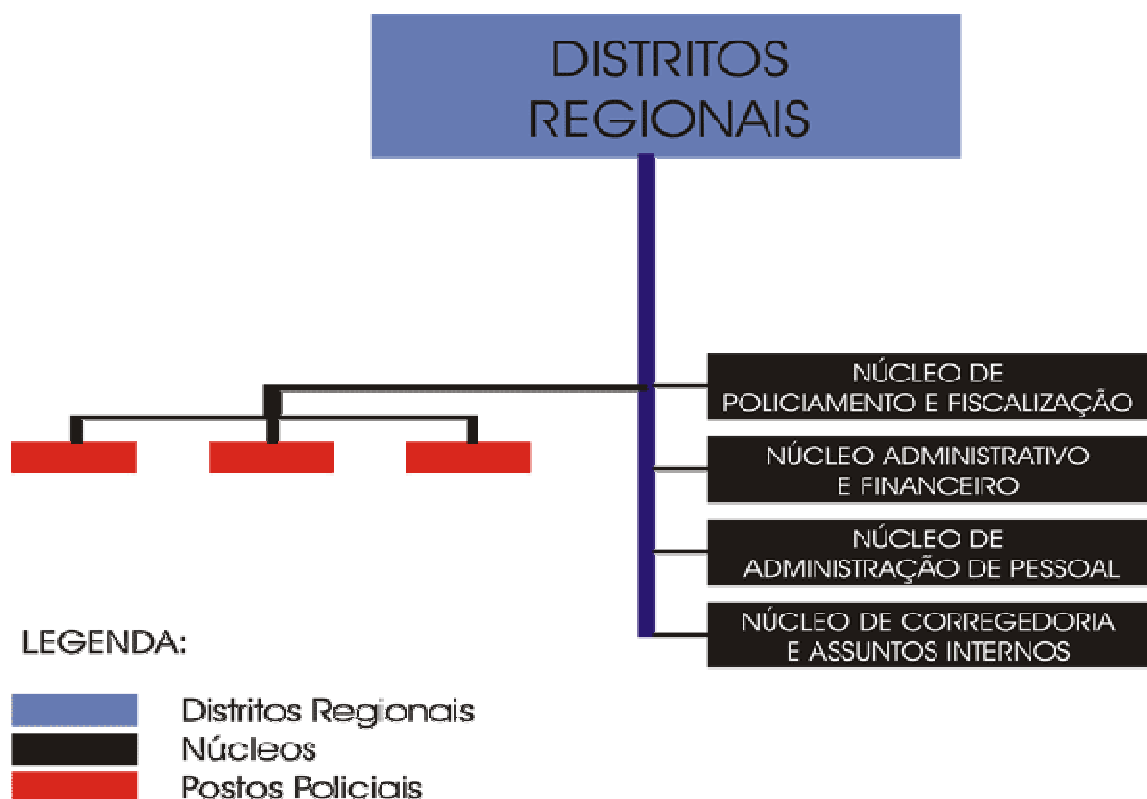 DISTRITOS
REGIONAIS
NÚCLEO DE
POLICIAMENTO E FISCALIZAÇÃO
NÚCLEO ADMINISTRATIVO
E FINANCEIRO
NÚCLEO DE
ADMINISTRAÇÃO DE PESSOAL
NÚCLEO DE CORREGEDORIA
E ASSUNTOS INTERNOS
LEGENDA:
Distritos Regionais
Núcleos
Postos Policiais